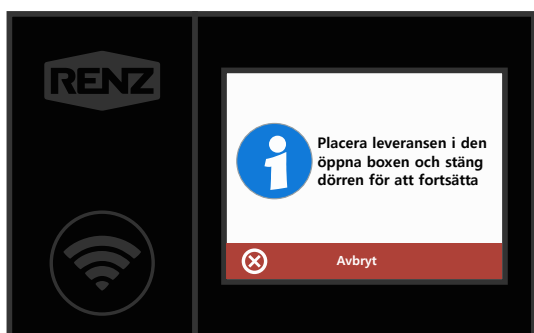 RENZ
Placera leveransen i den
öppna boxen och stäng
dörren för att fortsätta
Avbryt